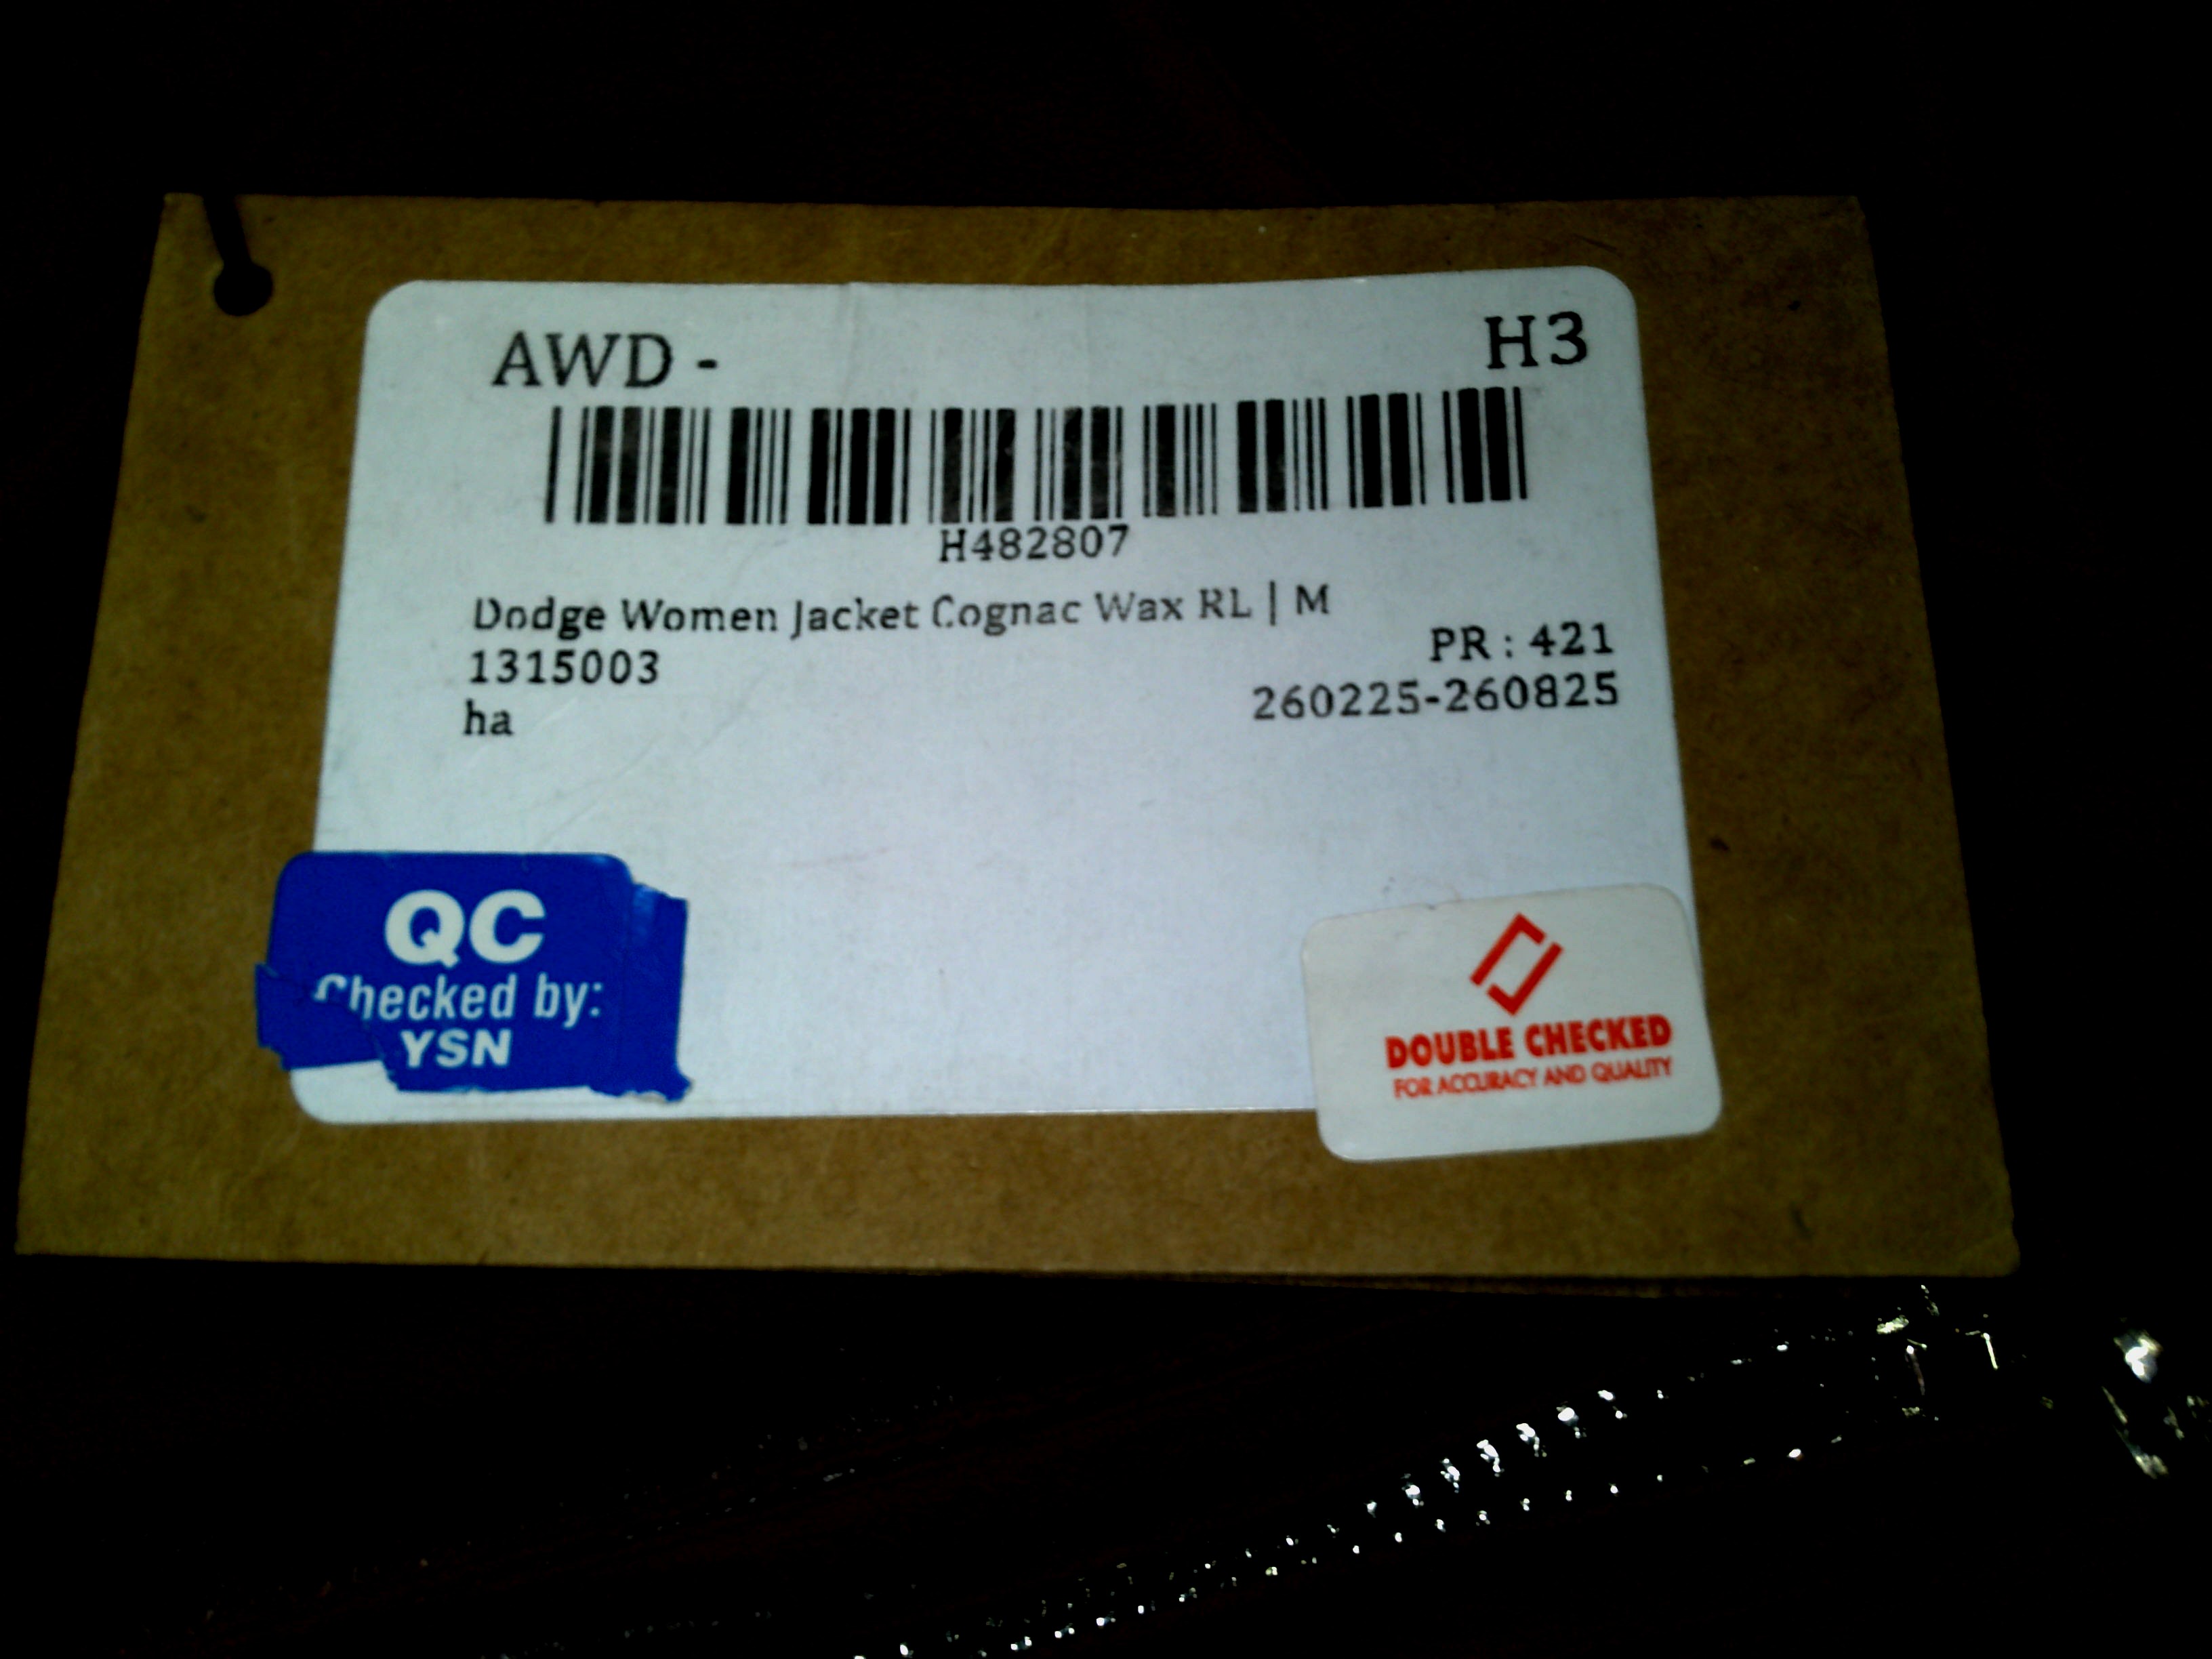 AWD - H3
H482807
Dodge Women Jacket Cognac Wax RL | M
1315003
PR : 421
ha
260225-260825
QC
Checked by:
YSN
DOUBLE CHECKED
FOR ACCURACY AND QUALITY